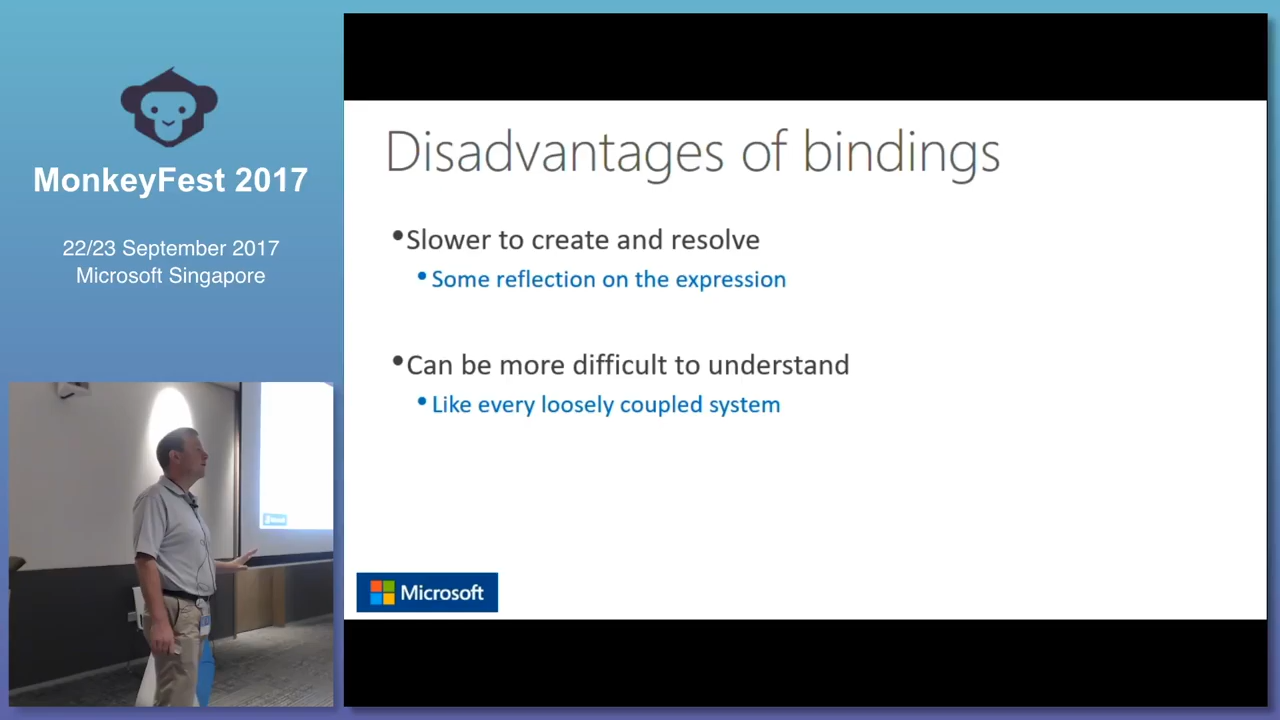 MonkeyFest 2017
22/23 September 2017
Microsoft Singapore
Disadvantages of bindings
•Slower to create and resolve
•Some reflection on the expression
•Can be more difficult to understand
•Like every loosely coupled system
Microsoft